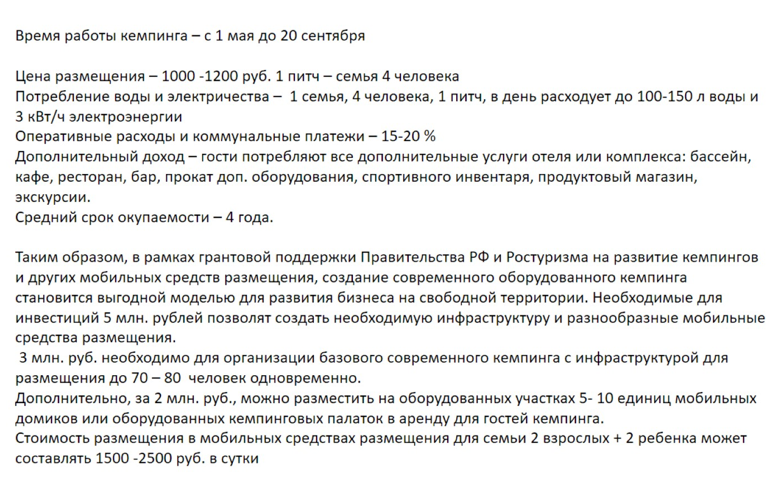 Время работы кемпинга – с 1 мая до 20 сентября
Цена размещения – 1000 -1200 руб. 1 питч – семья 4 человека
Потребление воды и электричества –  1 семья, 4 человека, 1 питч, в день расходует до 100-150 л воды и
3 кВт/ч электроэнергии
Оперативные расходы и коммунальные платежи – 15-20 %
Дополнительный доход – гости потребляют все дополнительные услуги отеля или комплекса: бассейн,
кафе, ресторан, бар, прокат доп. оборудования, спортивного инвентаря, продуктовый магазин,
экскурсии.
Средний срок окупаемости – 4 года.
Таким образом, в рамках грантовой поддержки Правительства РФ и Ростуризма на развитие кемпингов
и других мобильных средств размещения, создание современного оборудованного кемпинга
становится выгодной моделью для развития бизнеса на свободной территории. Необходимые для
инвестиций 5 млн. рублей позволят создать необходимую инфраструктуру и разнообразные мобильные
средства размещения.
3 млн. руб. необходимо для организации базового современного кемпинга с инфраструктурой для
размещения до 70 – 80  человек одновременно.
Дополнительно, за 2 млн. руб., можно разместить на оборудованных участках 5- 10 единиц мобильных
домиков или оборудованных кемпинговых палаток в аренду для гостей кемпинга.
Стоимость размещения в мобильных средствах размещения для семьи 2 взрослых + 2 ребенка может
составлять 1500 -2500 руб. в сутки